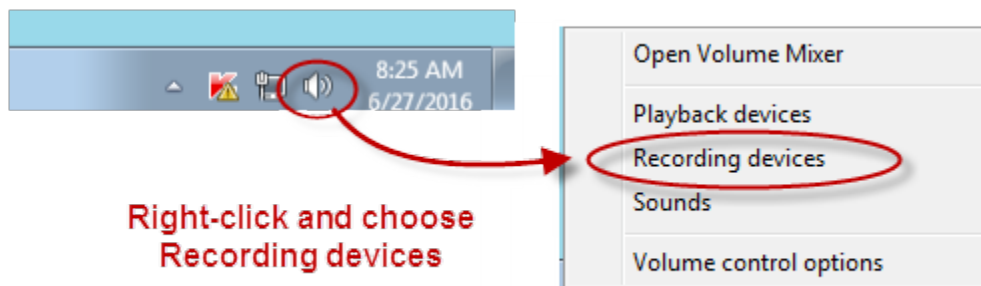 8:25 AM
6/27/2016
Right-click and choose
Recording devices
Open Volume Mixer
Playback devices
Recording devices
Sounds
Volume control options